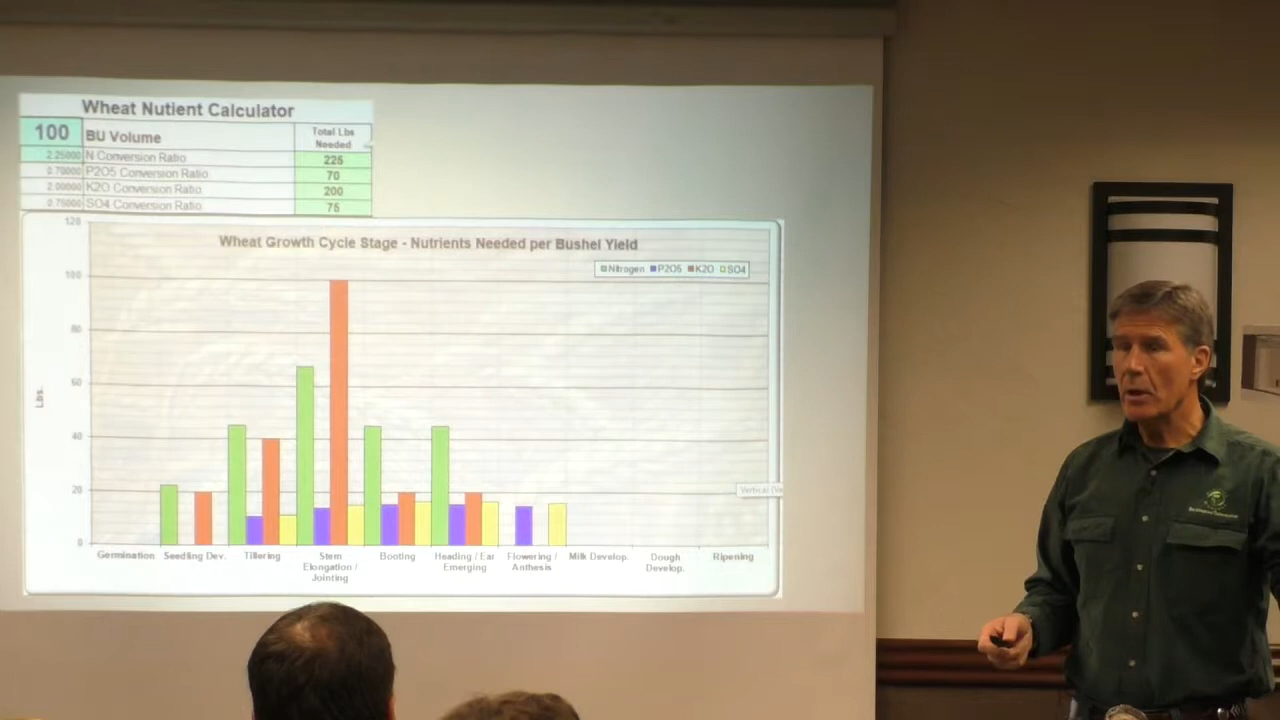 Wheat Nutient Calculator
100 BU Volume Total Lbs Needed
2.25000 N Conversion Ratio 225
0.70000 P2O5 Conversion Ratio 70
2.00000 K2O Conversion Ratio 200
0.75000 SO4 Conversion Ratio 75
Wheat Growth Cycle Stage - Nutrients Needed per Bushel Yield
Nitrogen P2O5 K2O SO4
120
100
80
60
40
20
0
Lbs.
Vertical (Va
Germination Seedling Dev. Tillering Stem Elongation / Jointing Booting Heading / Ear Emerging Flowering / Anthesis Milk Develop. Dough Develop. Ripening